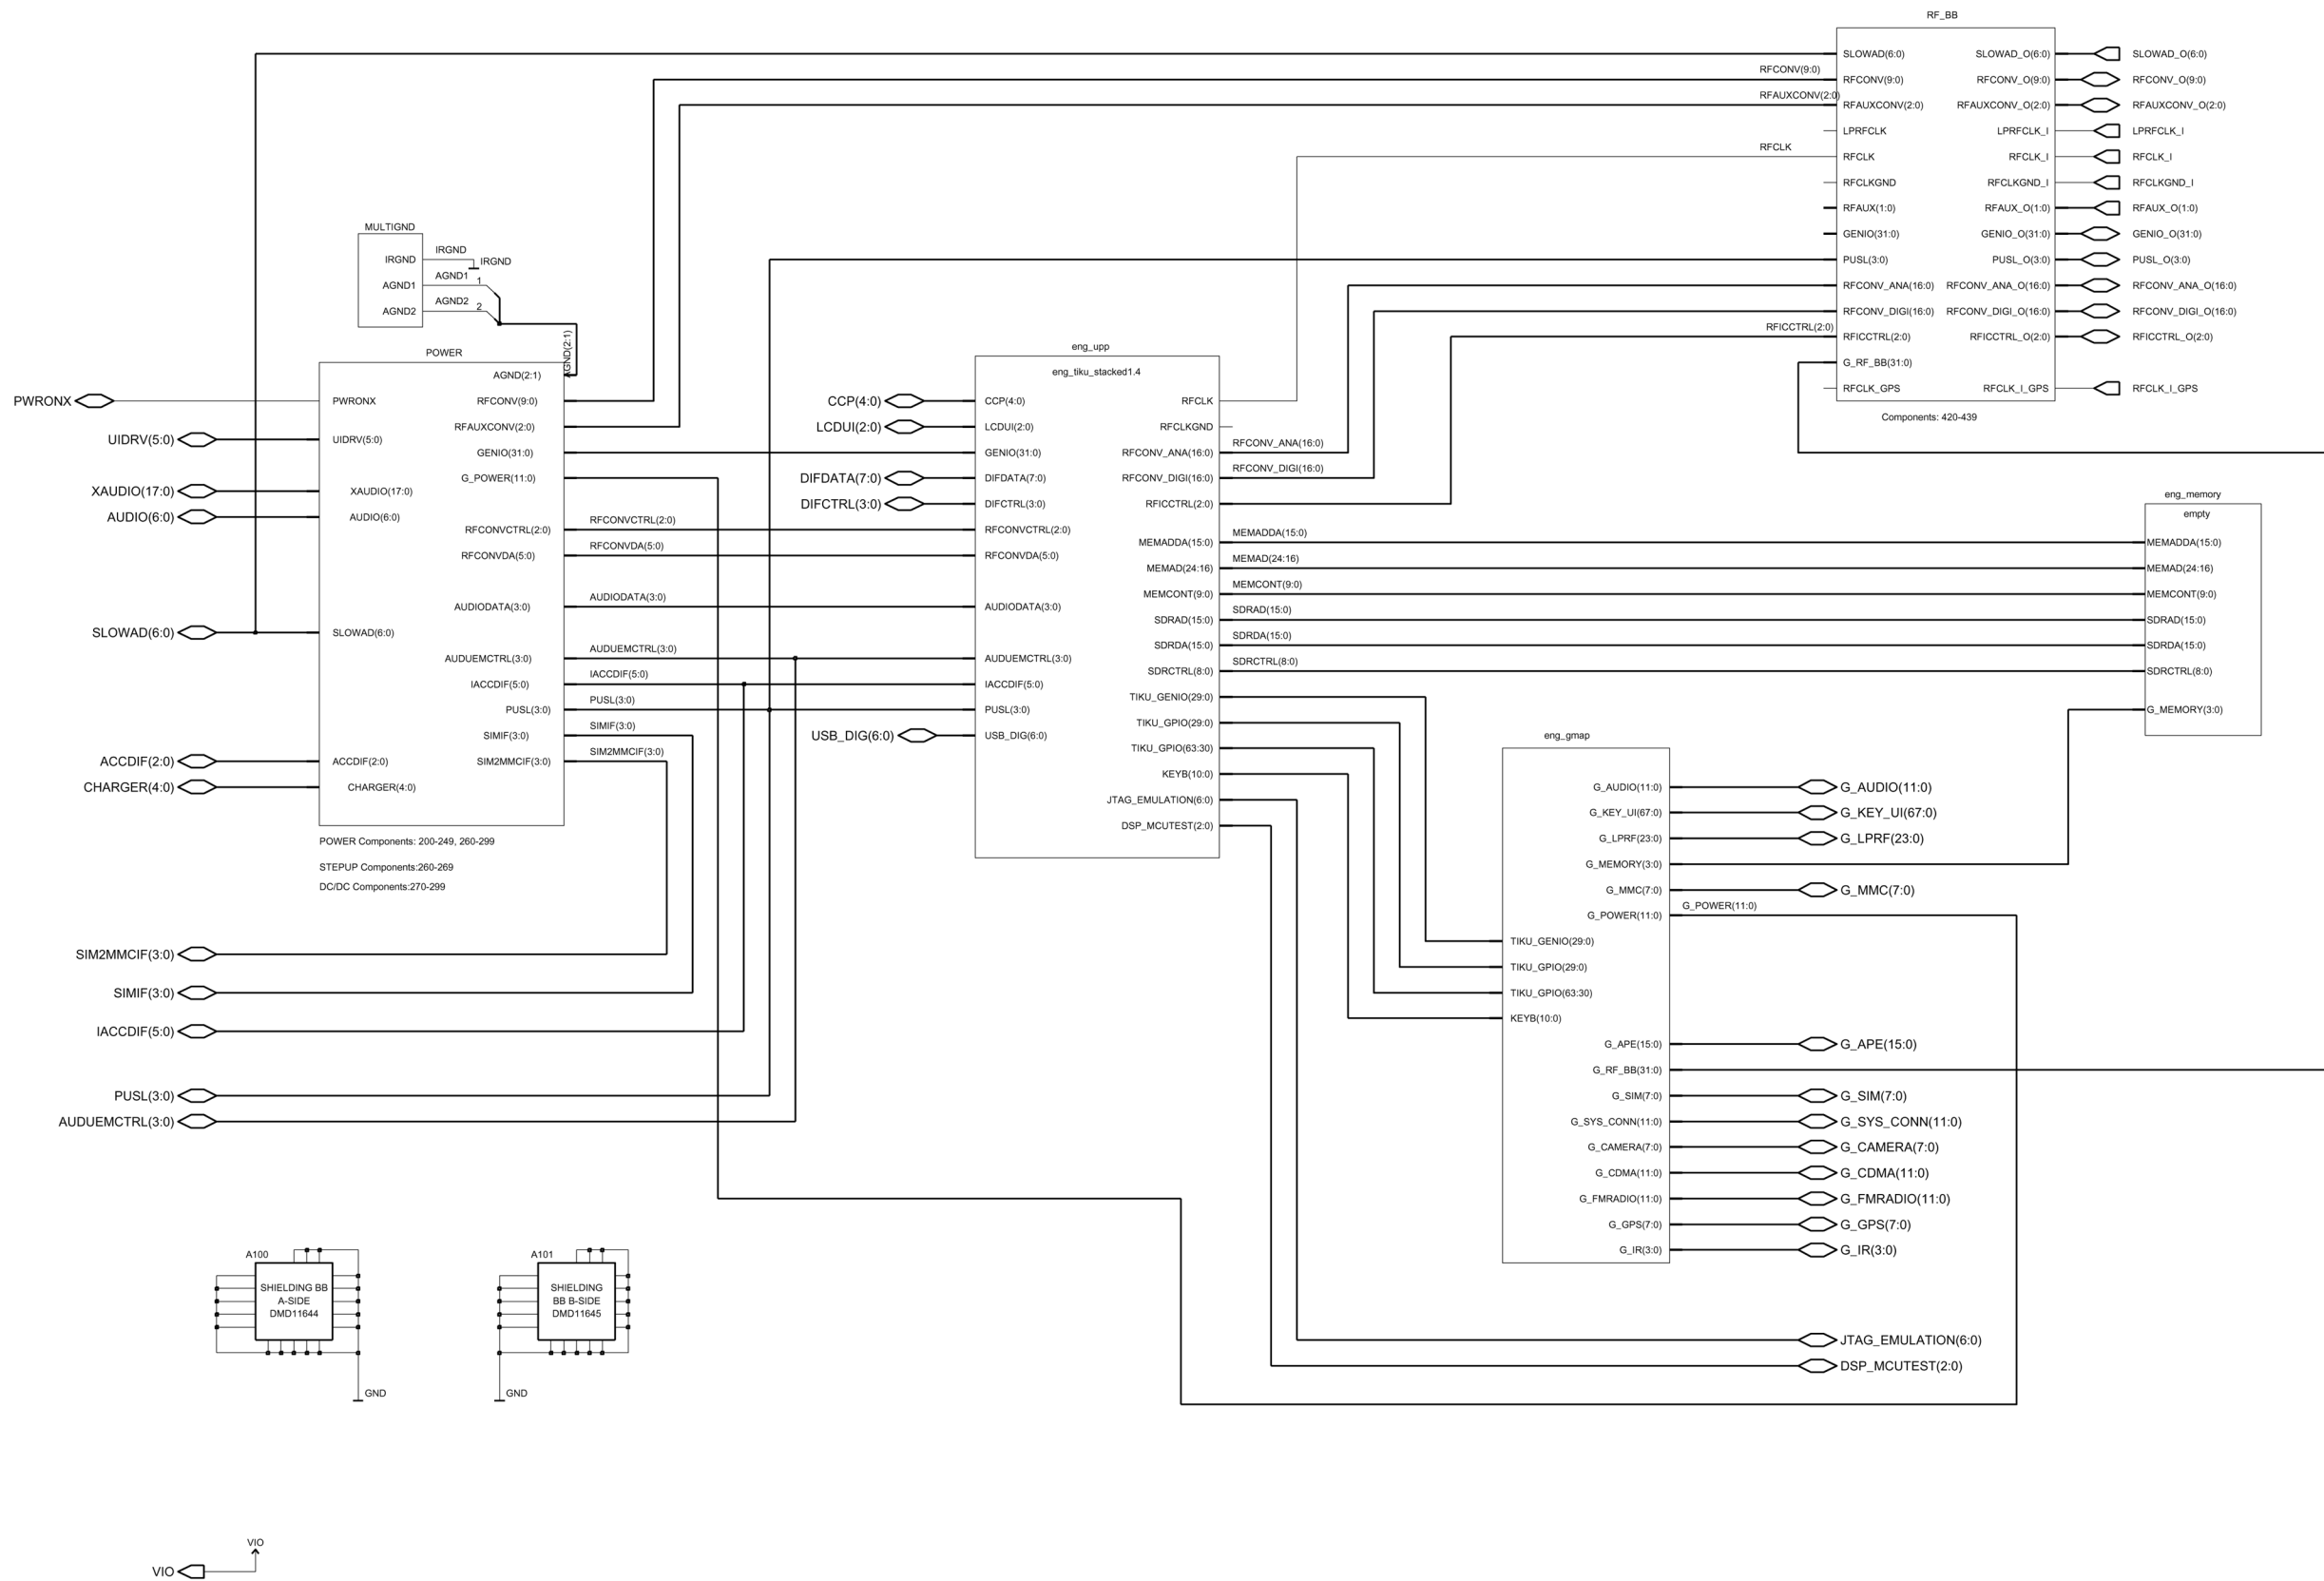 RF_BB
SLOWAD(6:0)
SLOWAD_O(6:0)
SLOWAD_O(6:0)
RFCONV(9:0)
RFCONV(9:0)
RFCONV_O(9:0)
RFCONV_O(9:0)
RFAUXCONV(2:0)
RFAUXCONV(2:0)
RFAUXCONV_O(2:0)
RFAUXCONV_O(2:0)
LPRFCLK
LPRFCLK_I
LPRFCLK_I
RFCLK
RFCLK
RFCLK_I
RFCLK_I
RFCLKGND
RFCLKGND_I
RFCLKGND_I
RFAUX(1:0)
RFAUX_O(1:0)
RFAUX_O(1:0)
GENIO(31:0)
GENIO_O(31:0)
GENIO_O(31:0)
PUSL(3:0)
PUSL_O(3:0)
PUSL_O(3:0)
RFCONV_ANA(16:0)
RFCONV_ANA_O(16:0)
RFCONV_ANA_O(16:0)
RFCONV_DIGI(16:0)
RFCONV_DIGI_O(16:0)
RFCONV_DIGI_O(16:0)
RFICCTRL(2:0)
RFICCTRL(2:0)
RFICCTRL_O(2:0)
RFICCTRL_O(2:0)
G_RF_BB(31:0)
RFCLK_GPS
RFCLK_I_GPS
RFCLK_I_GPS
Components: 420-439
MULTIGND
IRGND
IRGND
IRGND
AGND1
AGND1
1
AGND2
AGND2
2
AGND(2:1)
POWER
AGND(2:1)
PWRONX
PWRONX
RFCONV(9:0)
RFAUXCONV(2:0)
UIDRV(5:0)
UIDRV(5:0)
GENIO(31:0)
G_POWER(11:0)
XAUDIO(17:0)
XAUDIO(17:0)
AUDIO(6:0)
AUDIO(6:0)
RFCONVCTRL(2:0)
RFCONVCTRL(2:0)
RFCONVDA(5:0)
RFCONVDA(5:0)
AUDIODATA(3:0)
AUDIODATA(3:0)
SLOWAD(6:0)
SLOWAD(6:0)
AUDUEMCTRL(3:0)
AUDUEMCTRL(3:0)
IACCDIF(5:0)
IACCDIF(5:0)
PUSL(3:0)
PUSL(3:0)
SIMIF(3:0)
SIMIF(3:0)
ACCDIF(2:0)
ACCDIF(2:0)
SIM2MMCIF(3:0)
SIM2MMCIF(3:0)
CHARGER(4:0)
CHARGER(4:0)
POWER Components: 200-249, 260-299
STEPUP Components:260-269
DC/DC Components:270-299
SIM2MMCIF(3:0)
SIMIF(3:0)
IACCDIF(5:0)
PUSL(3:0)
AUDUEMCTRL(3:0)
eng_upp
eng_tiku_stacked1.4
CCP(4:0)
CCP(4:0)
RFCLK
LCDUI(2:0)
LCDUI(2:0)
RFCLKGND
GENIO(31:0)
RFCONV_ANA(16:0)
RFCONV_ANA(16:0)
DIFDATA(7:0)
DIFDATA(7:0)
RFCONV_DIGI(16:0)
RFCONV_DIGI(16:0)
DIFCTRL(3:0)
DIFCTRL(3:0)
RFICCTRL(2:0)
RFCONVCTRL(2:0)
MEMADDA(15:0)
MEMADDA(15:0)
RFCONVDA(5:0)
MEMAD(24:16)
MEMAD(24:16)
MEMCONT(9:0)
MEMCONT(9:0)
AUDIODATA(3:0)
SDRAD(15:0)
SDRAD(15:0)
SDRDA(15:0)
SDRDA(15:0)
AUDUEMCTRL(3:0)
SDRCTRL(8:0)
SDRCTRL(8:0)
IACCDIF(5:0)
TIKU_GENIO(29:0)
PUSL(3:0)
TIKU_GPIO(29:0)
USB_DIG(6:0)
USB_DIG(6:0)
TIKU_GPIO(63:30)
KEYB(10:0)
JTAG_EMULATION(6:0)
DSP_MCUTEST(2:0)
eng_memory
empty
MEMADDA(15:0)
MEMAD(24:16)
MEMCONT(9:0)
SDRAD(15:0)
SDRDA(15:0)
SDRCTRL(8:0)
G_MEMORY(3:0)
eng_gmap
G_AUDIO(11:0)
G_AUDIO(11:0)
G_KEY_UI(67:0)
G_KEY_UI(67:0)
G_LPRF(23:0)
G_LPRF(23:0)
G_MEMORY(3:0)
G_MMC(7:0)
G_MMC(7:0)
G_POWER(11:0)
G_POWER(11:0)
TIKU_GENIO(29:0)
TIKU_GPIO(29:0)
TIKU_GPIO(63:30)
KEYB(10:0)
G_APE(15:0)
G_APE(15:0)
G_RF_BB(31:0)
G_SIM(7:0)
G_SIM(7:0)
G_SYS_CONN(11:0)
G_SYS_CONN(11:0)
G_CAMERA(7:0)
G_CAMERA(7:0)
G_CDMA(11:0)
G_CDMA(11:0)
G_FMRADIO(11:0)
G_FMRADIO(11:0)
G_GPS(7:0)
G_GPS(7:0)
G_IR(3:0)
G_IR(3:0)
JTAG_EMULATION(6:0)
DSP_MCUTEST(2:0)
A100
SHIELDING BB
A-SIDE
DMD11644
GND
A101
SHIELDING
BB B-SIDE
DMD11645
GND
VIO
VIO